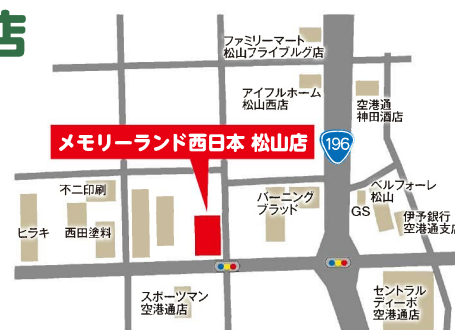 店
ファミリーマート
松山フライブルグ店
アイフルホーム
松山西店
空港通
神田酒店
メモリーランド西日本 松山店
196
不二印刷
バーニング
ブラッド
ベルフォーレ
松山
GS
ヒラキ
西田塗料
伊予銀行
空港通支店
スポーツマン
空港通店
セントラル
ディーポ
空港通店